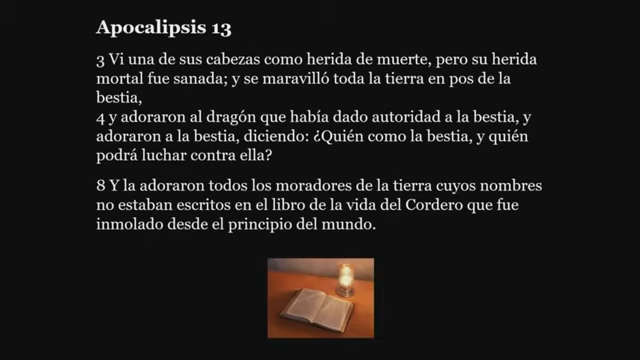 Apocalipsis 13
3 Vi una de sus cabezas como herida de muerte, pero su herida
mortal fue sanada; y se maravilló toda la tierra en pos de la
bestia,
4 y adoraron al dragón que había dado autoridad a la bestia, y
adoraron a la bestia, diciendo: ¿Quién como la bestia, y quién
podrá luchar contra ella?
8 Y la adoraron todos los moradores de la tierra cuyos nombres
no estaban escritos en el libro de la vida del Cordero que fue
inmolado desde el principio del mundo.